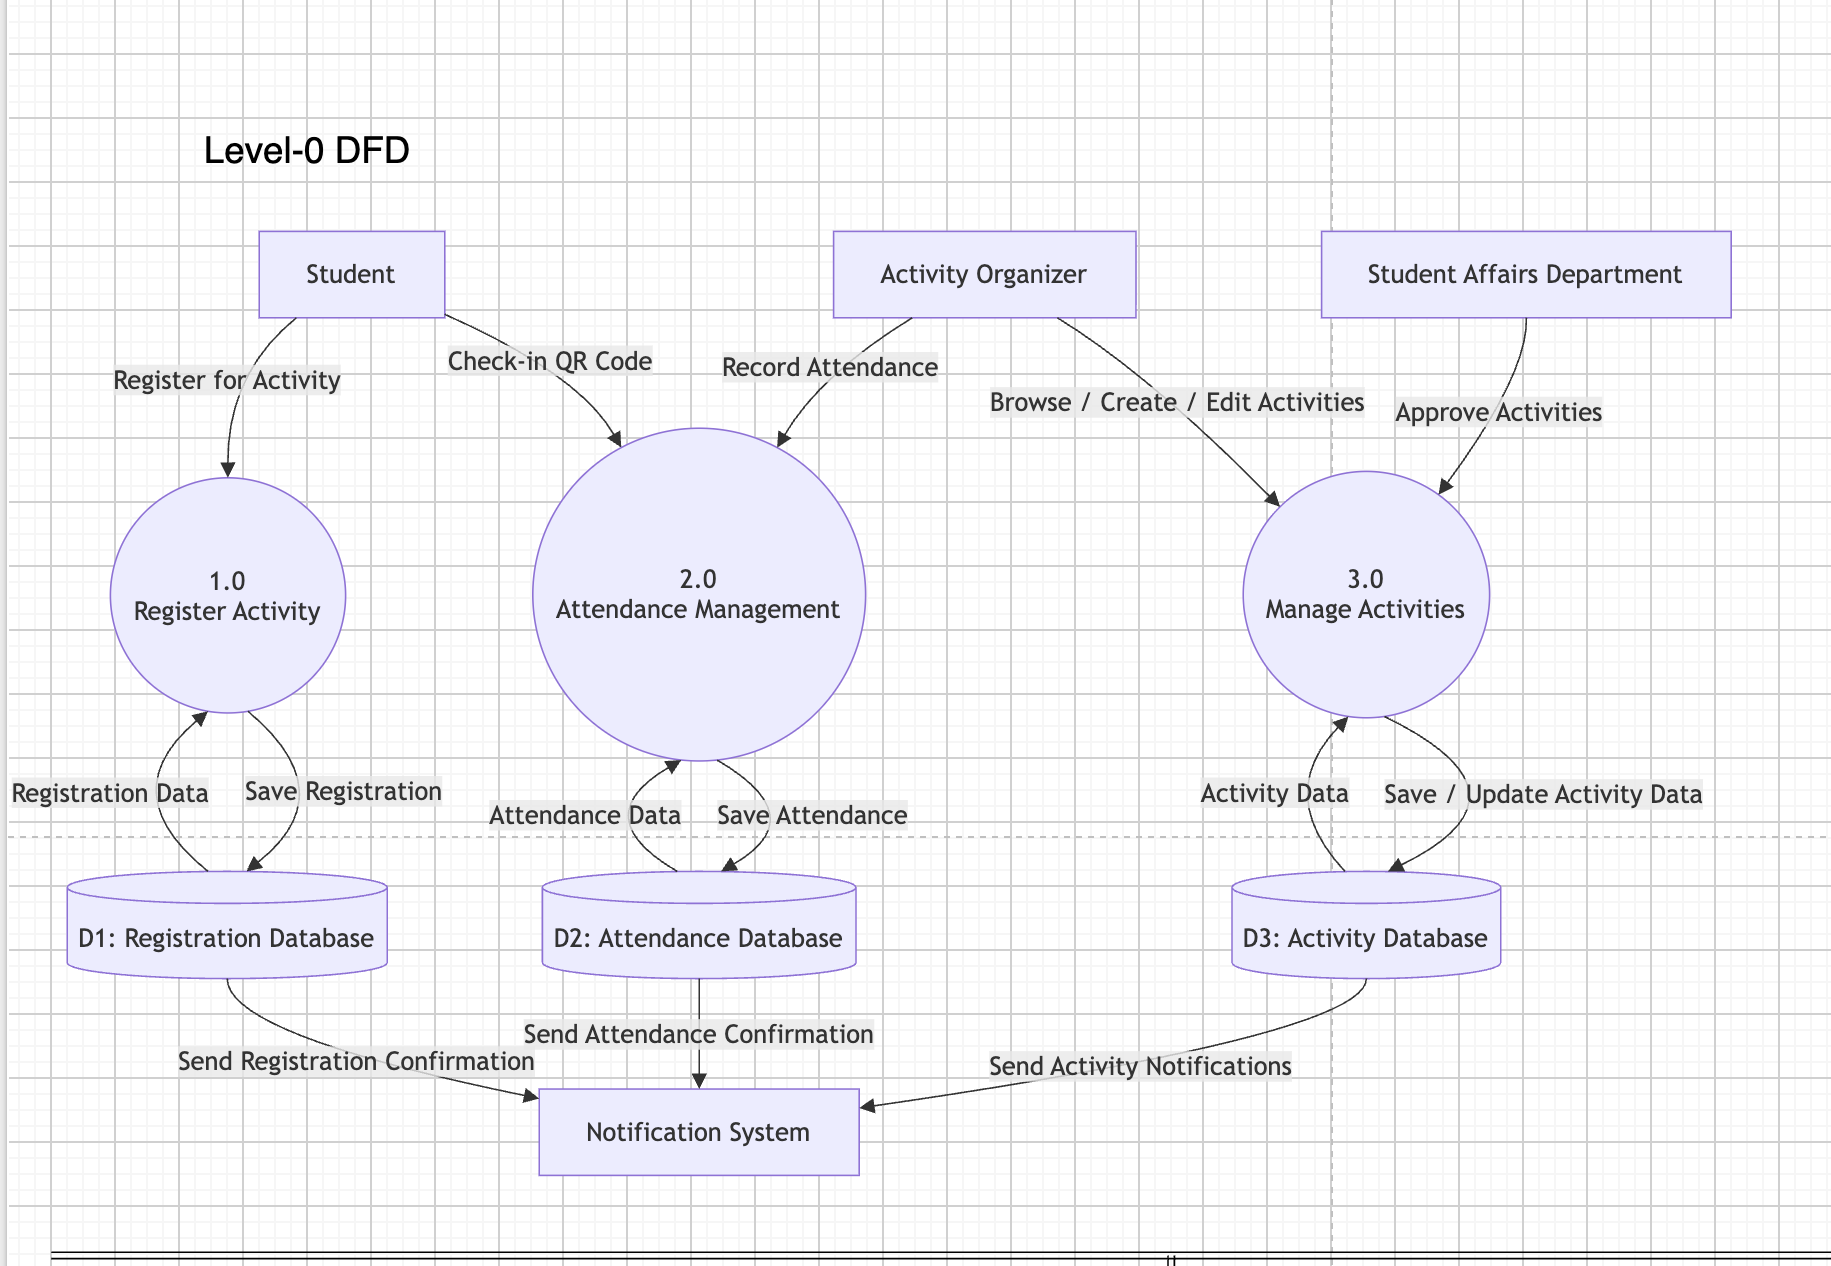 Level-0 DFD
Student
Activity Organizer
Student Affairs Department
Register for Activity
Check-in QR Code
Record Attendance
Browse / Create / Edit Activities
Approve Activities
1.0
Register Activity
2.0
Attendance Management
3.0
Manage Activities
Registration Data
Save Registration
Attendance Data
Save Attendance
Activity Data
Save / Update Activity Data
D1: Registration Database
D2: Attendance Database
D3: Activity Database
Send Registration Confirmation
Send Attendance Confirmation
Send Activity Notifications
Notification System